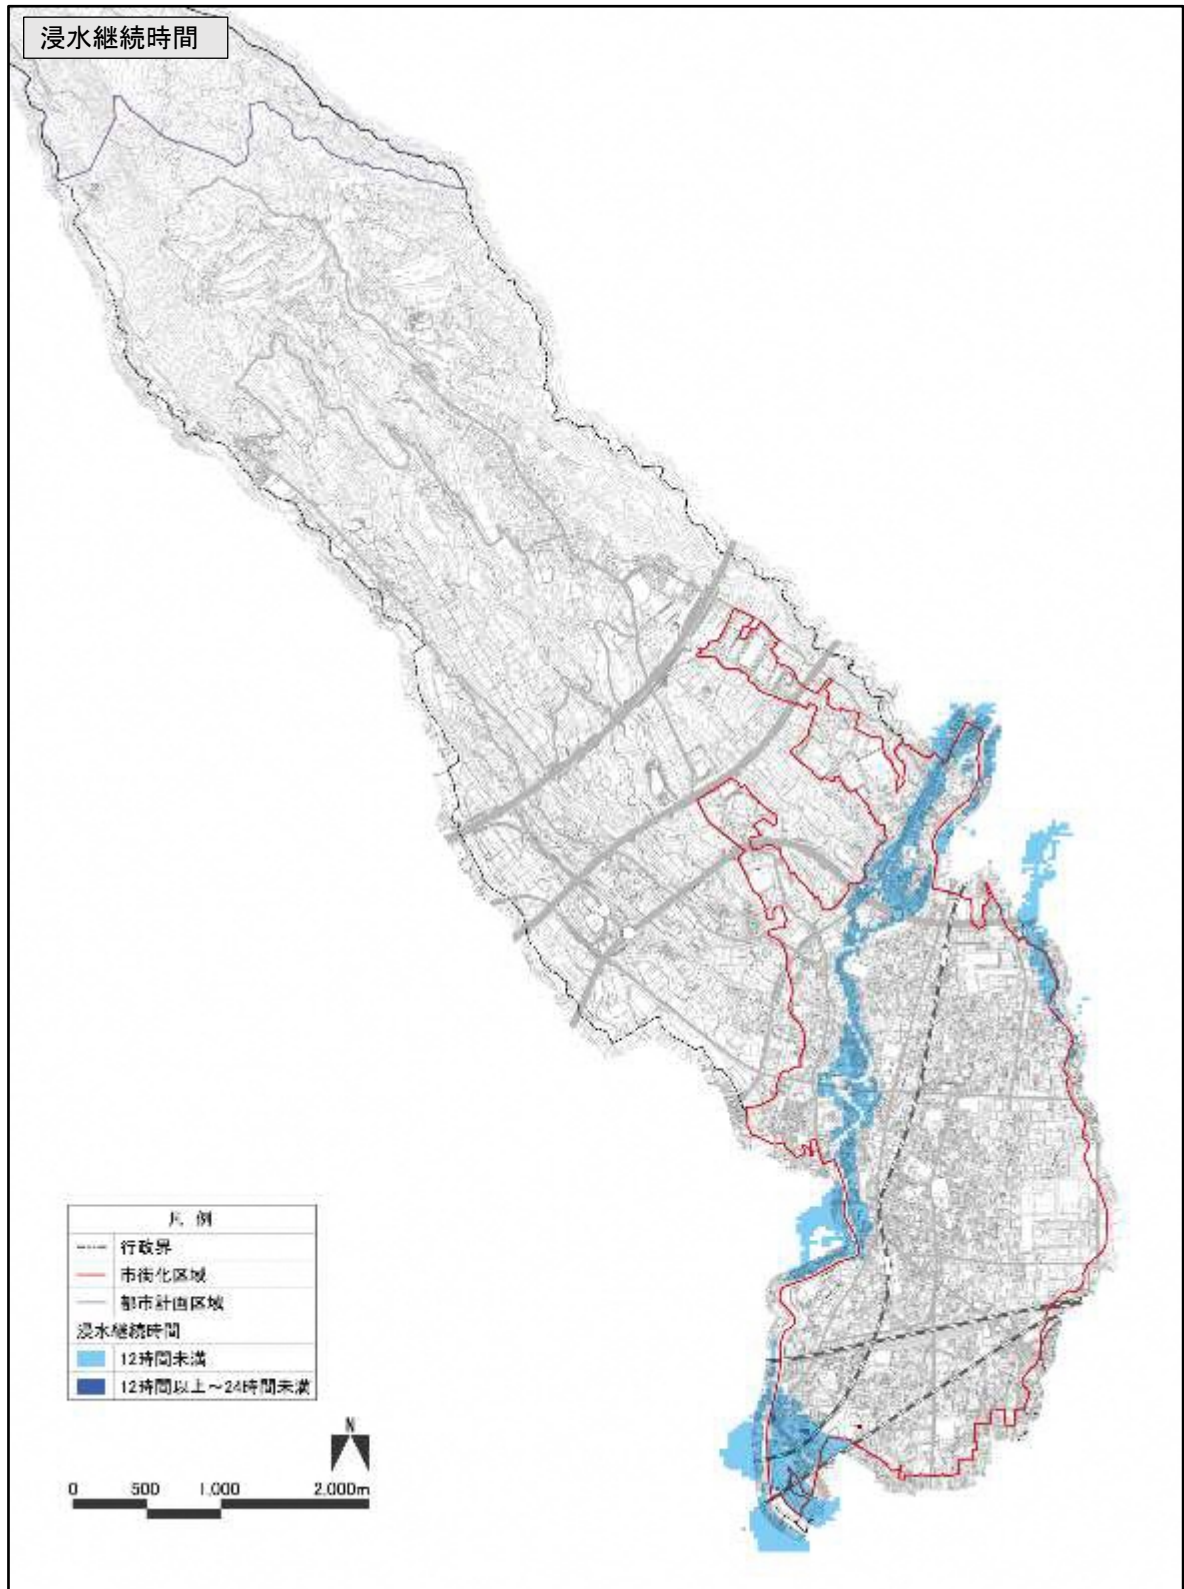 浸水継続時間
凡 例
行政界
市街化区域
都市計画区域
浸水継続時間
12時間未満
12時間以上～24時間未満
N
0 500 1,000 2,000m